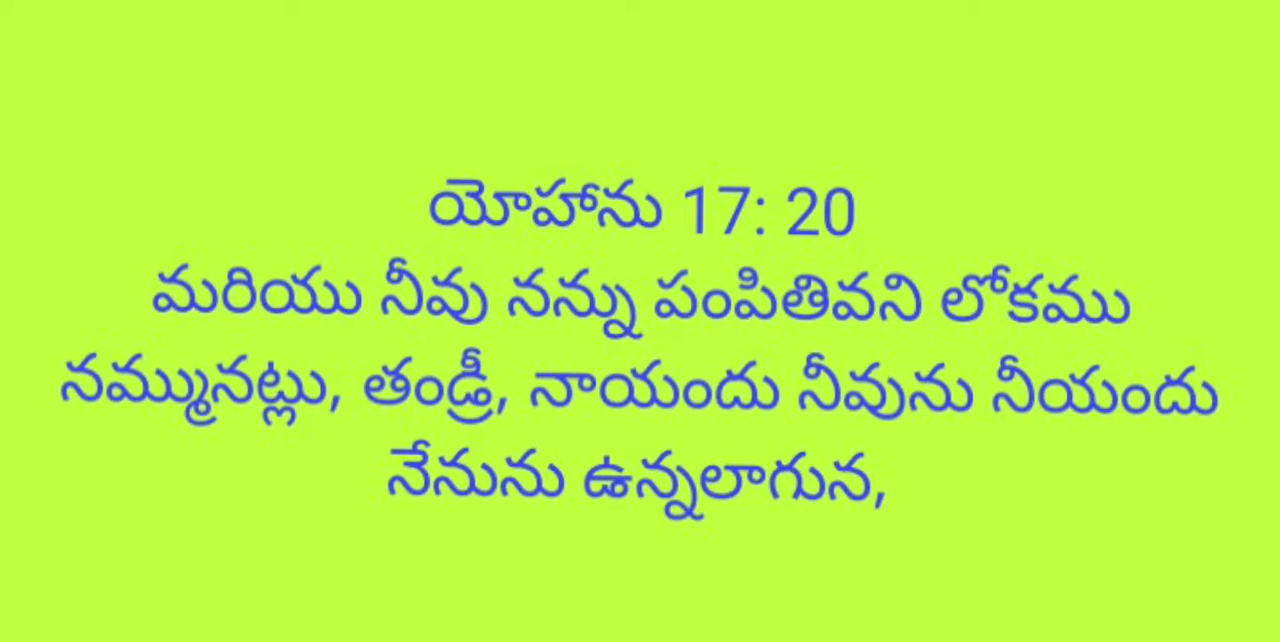 యోహాను 17: 20
మరియు నీవు నన్ను పంపితివని లోకము
నమ్మునట్లు, తండ్రీ, నాయందు నీవును నీయందు
నేనును ఉన్నలాగున,